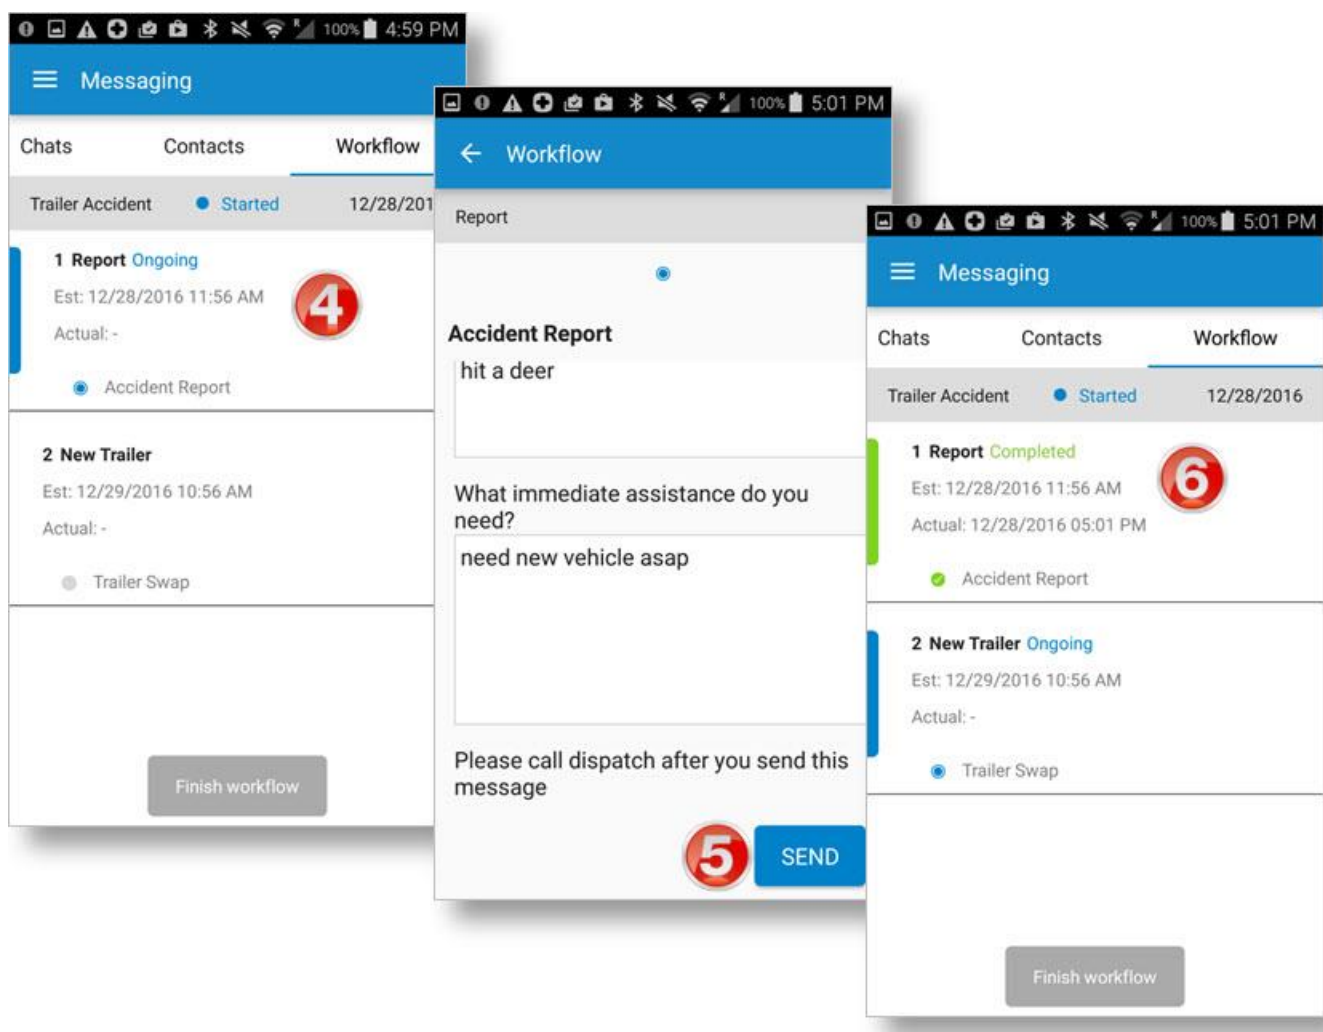 R 100% 4:59 PM
Messaging
Chats Contacts Workflow
Trailer Accident Started 12/28/201
1 Report Ongoing
Est: 12/28/2016 11:56 AM
Actual: -
Accident Report
4
2 New Trailer
Est: 12/29/2016 10:56 AM
Actual: -
Trailer Swap
Finish workflow
R 100% 5:01 PM
Workflow
Report
Accident Report
hit a deer
What immediate assistance do you
need?
need new vehicle asap
Please call dispatch after you send this
message
5
SEND
R 100% 5:01 PM
Messaging
Chats Contacts Workflow
Trailer Accident Started 12/28/2016
1 Report Completed
Est: 12/28/2016 11:56 AM
Actual: 12/28/2016 05:01 PM
Accident Report
6
2 New Trailer Ongoing
Est: 12/29/2016 10:56 AM
Actual: -
Trailer Swap
Finish workflow